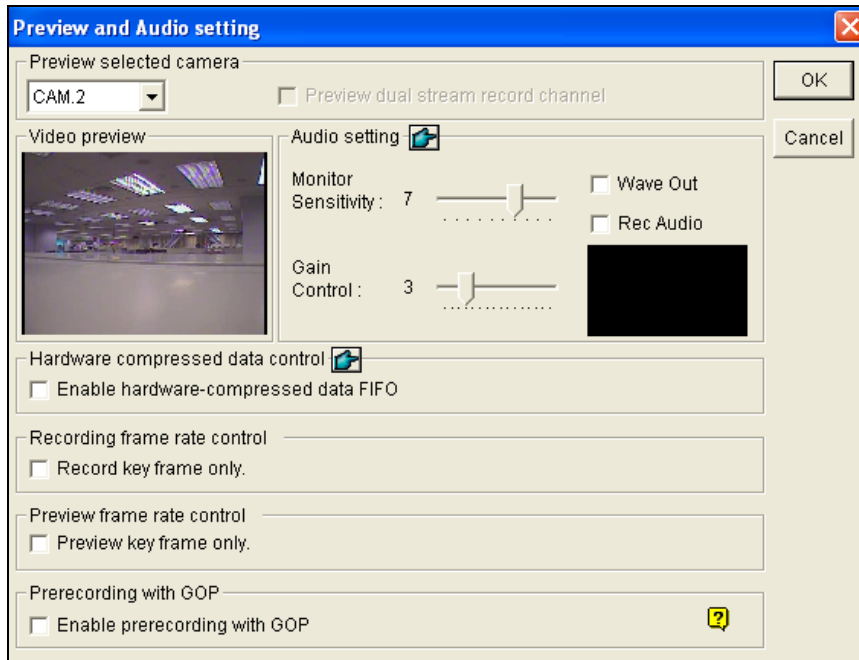 Preview and Audio setting
Preview selected camera
CAM.2
Preview dual stream record channel
OK
Cancel
Video preview
Audio setting
Monitor
Sensitivity : 7
Wave Out
Rec Audio
Gain
Control : 3
Hardware compressed data control
Enable hardware-compressed data FIFO
Recording frame rate control
Record key frame only.
Preview frame rate control
Preview key frame only.
Prerecording with GOP
Enable prerecording with GOP
?